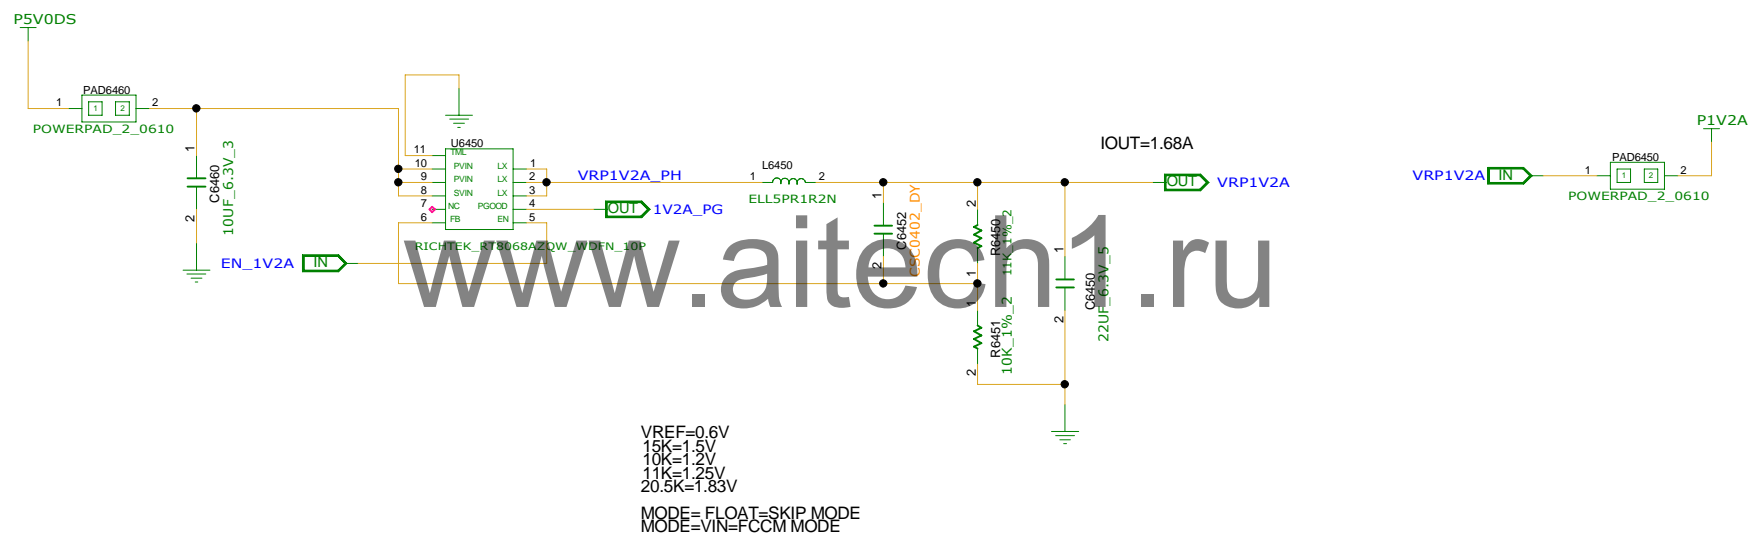 P5V0DS
PAD6460
1 1 2 2
POWERPAD_2_0610
1
C6460
10UF_6.3V_3
2
U6450
11 TML
10 PVIN LX 1
9 PVIN LX 2
8 SVIN LX 3
7 NC PGOOD 4
6 FB EN 5
RICHTEK_RT8068AZQW_WDFN_10P
EN_1V2A IN
VRP1V2A_PH
OUT 1V2A_PG
L6450
1 2
ELL5PR1R2N
1
C6452
CSC0402_DY
2
2
R6450
11K_1%_2
1
1
R6451
10K_1%_2
2
1
C6450
22UF_6.3V_5
2
IOUT=1.68A
OUT VRP1V2A
VRP1V2A IN
PAD6450
1 1 2 2
POWERPAD_2_0610
P1V2A
www.aitech1.ru
VREF=0.6V
15K=1.5V
10K=1.2V
11K=1.25V
20.5K=1.83V
MODE= FLOAT=SKIP MODE
MODE=VIN=FCCM MODE